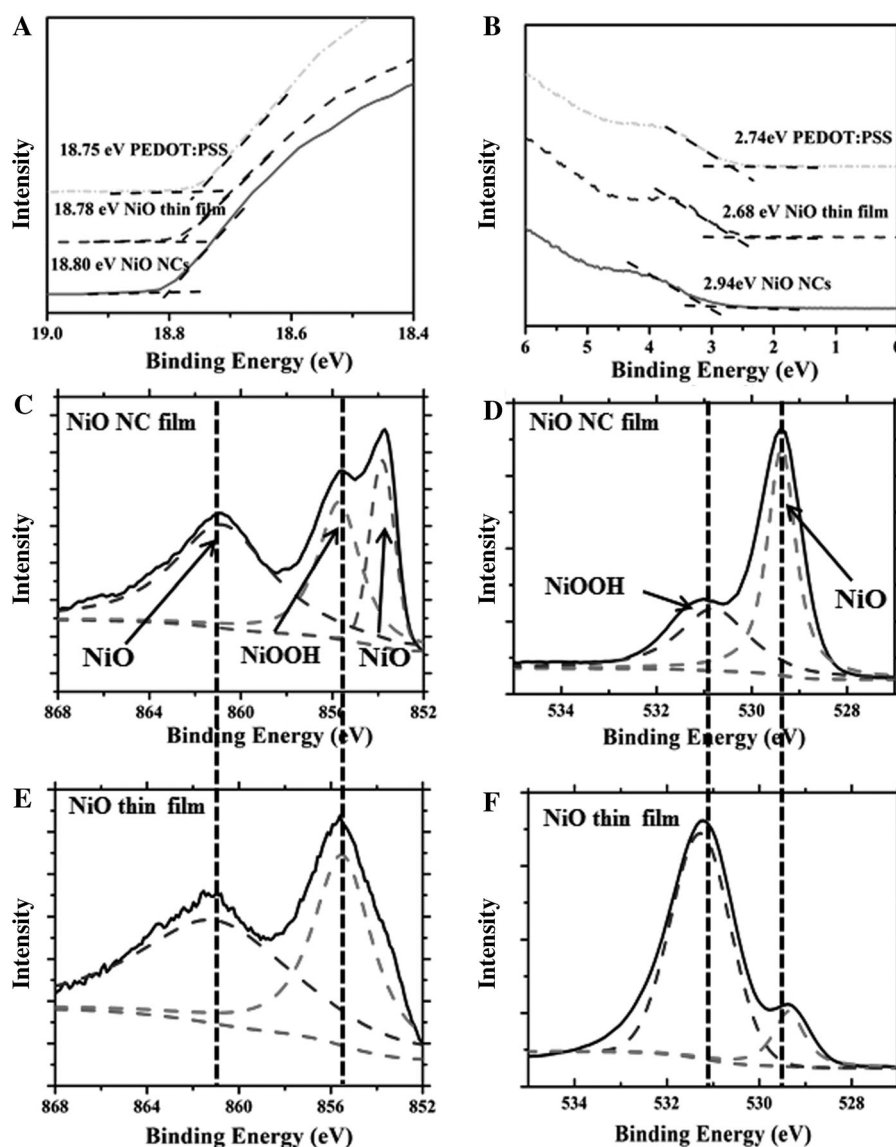 A
Intensity
18.75 eV PEDOT:PSS
18.78 eV NiO thin film
18.80 eV NiO NCs
19.0 18.8 18.6 18.4
Binding Energy (eV)
B
Intensity
2.74eV PEDOT:PSS
2.68 eV NiO thin film
2.94eV NiO NCs
6 5 4 3 2 1
Binding Energy (eV)
C
NiO NC film
Intensity
NiO
NiOOH
NiO
868 864 860 856 852
Binding Energy (eV)
D
NiO NC film
Intensity
NiOOH
NiO
534 532 530 528
Binding Energy (eV)
E
NiO thin film
Intensity
868 864 860 856 852
Binding Energy (eV)
F
NiO thin film
Intensity
534 532 530 528
Binding Energy (eV)